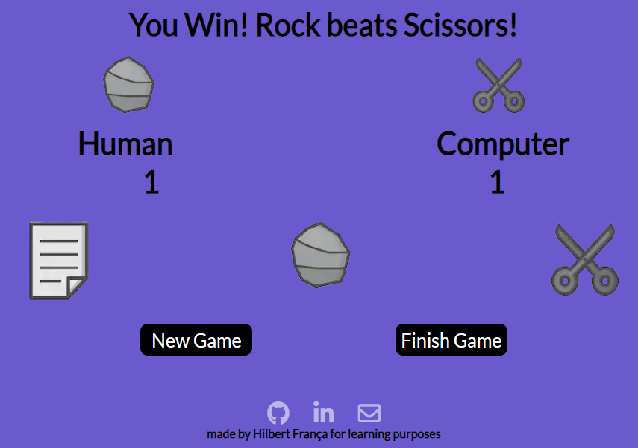 You Win! Rock beats Scissors!
Human
Computer
1
1
New Game
Finish Game
in
made by Hilbert França for learning purposes